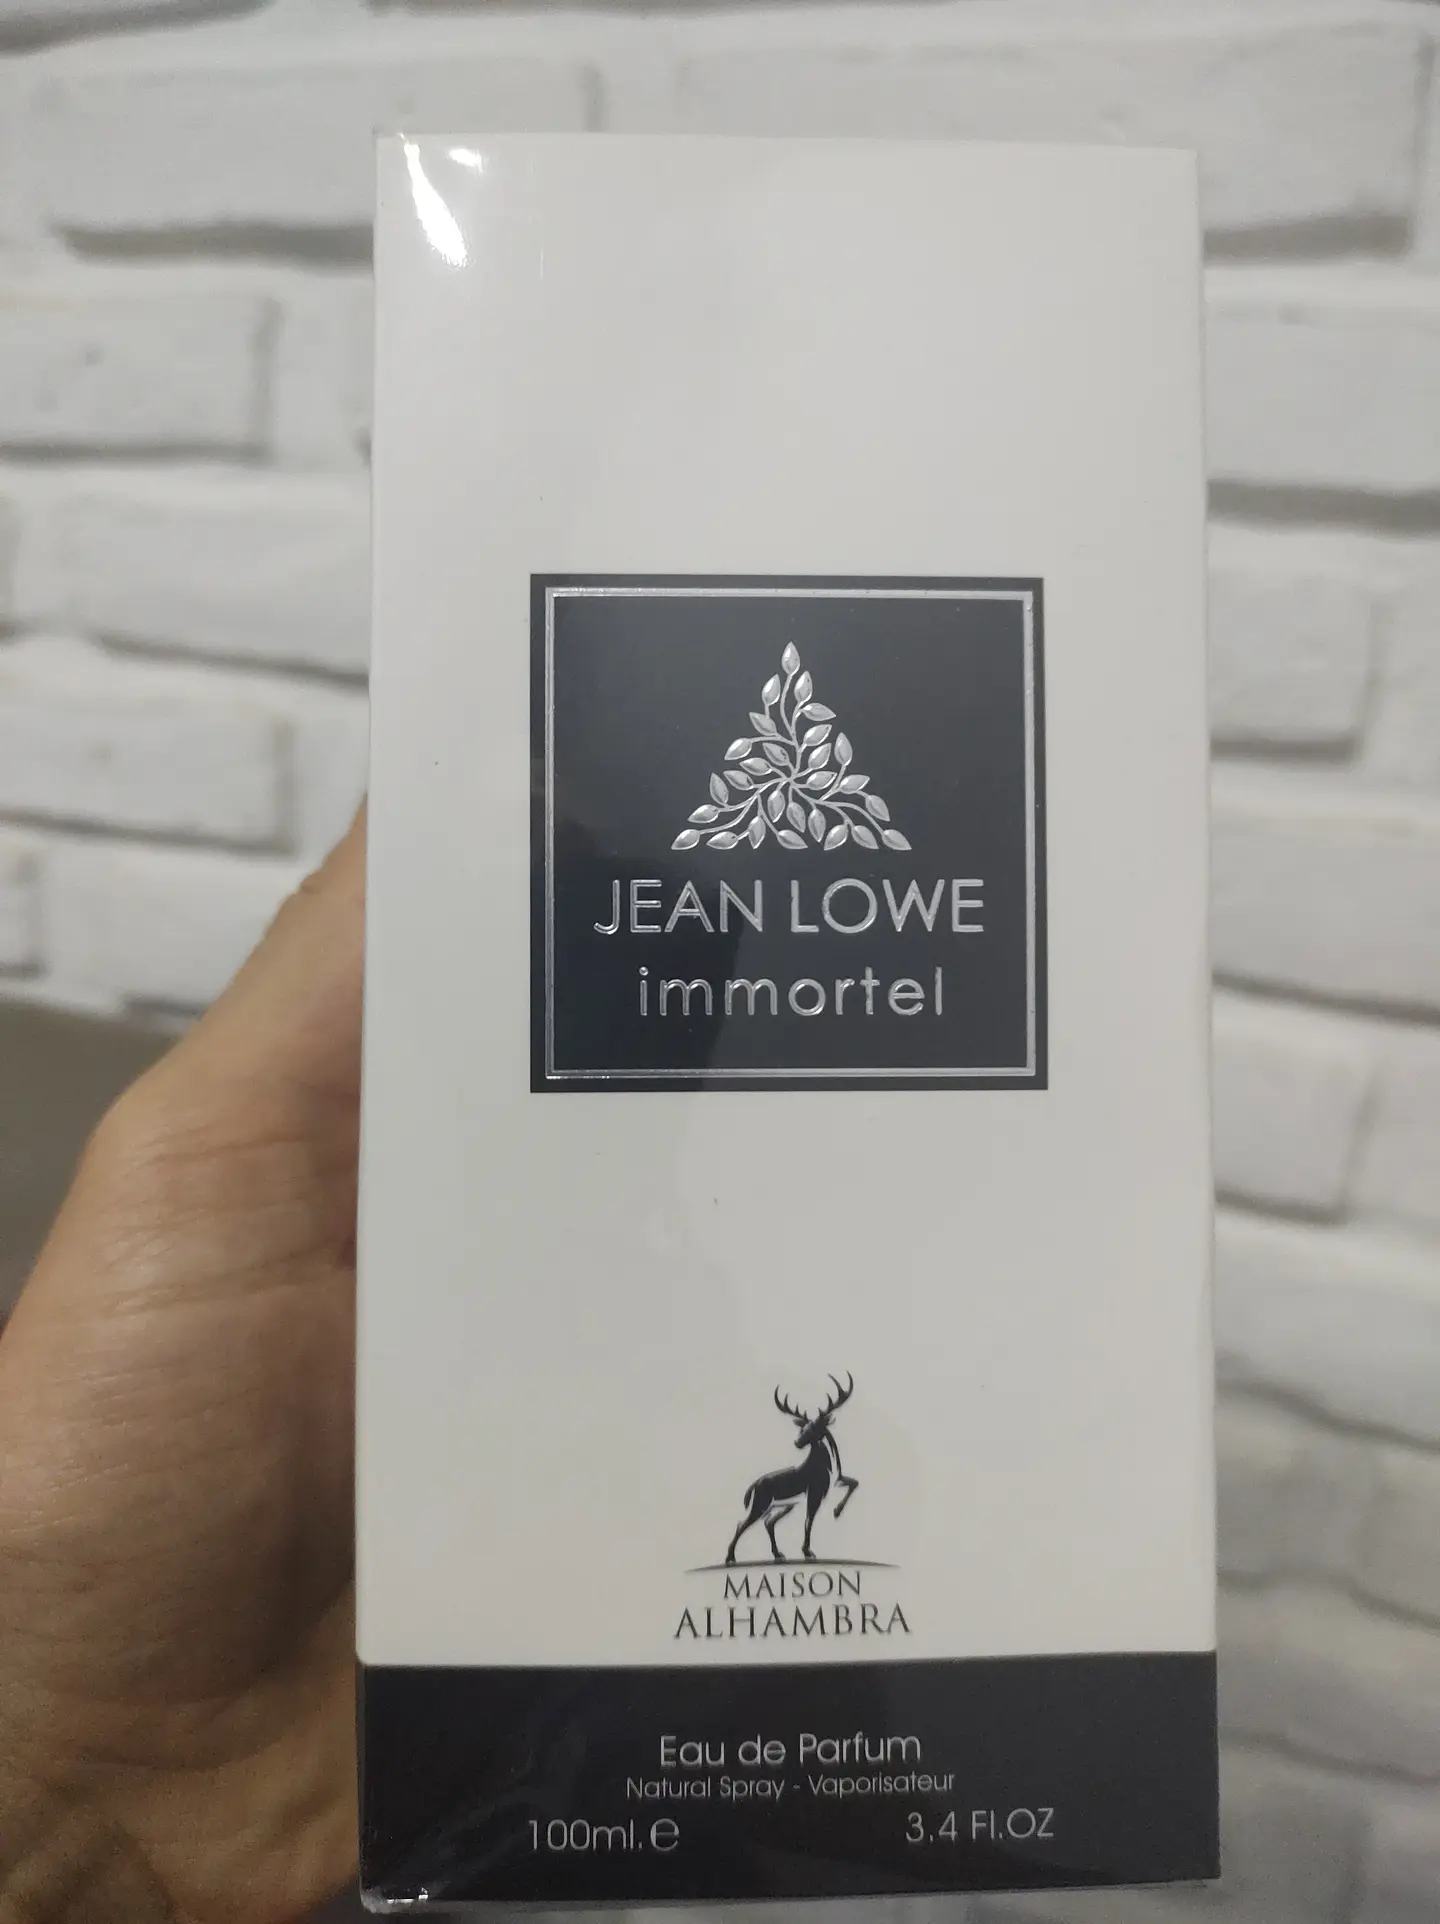 JEAN LOWE
immortel
MAISON
ALHAMBRA
Eau de Parfum
Natural Spray - Vaporisateur
100ml. e 3.4 Fl.OZ